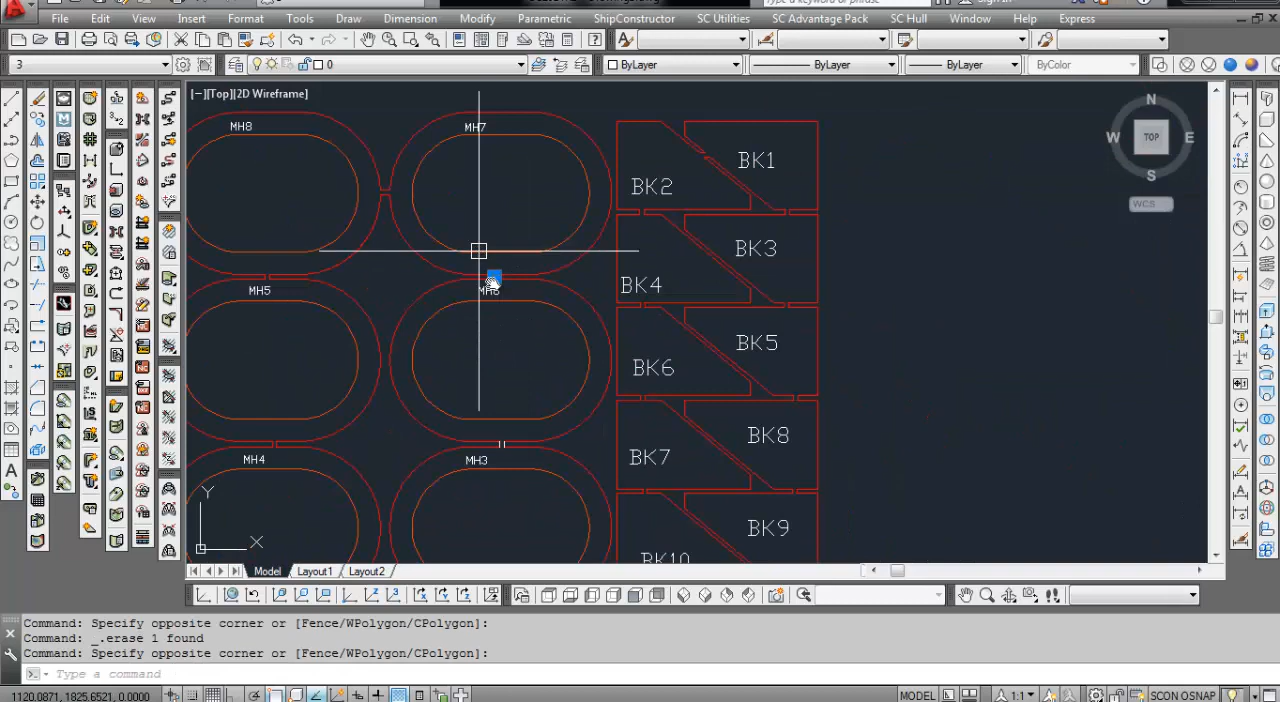 File Edit View Insert Format Tools Draw Dimension Modify Parametric ShipConstructor SC Utilities SC Advantage Pack SC Hull Window Help Express
3 0 ByLayer ByLayer ByLayer ByColor
[−][Top][2D Wireframe]
N
W TOP E
S
WCS
MH8 MH7
BK1
BK2
BK3
BK4
MH5
BK5
BK6
BK8
BK7
MH4 MH3
BK9
BK10
Y
X
Model Layout1 Layout2
Command: Specify opposite corner or [Fence/WPolygon/CPolygon]:
Command: _.erase 1 found
Command: Specify opposite corner or [Fence/WPolygon/CPolygon]:
Type a command
1120.0871, 1825.6521, 0.0000 MODEL 1:1 SCON OSNAP